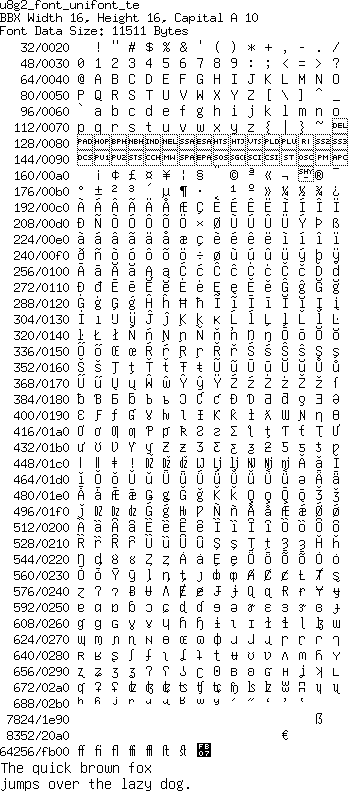 u8g2_font_unifont_te
BBX Width 16, Height 16, Capital A 10
Font Data Size: 11511 Bytes
32/0020 ! " # $ % & ' ( ) * + , - . /
48/0030 0 1 2 3 4 5 6 7 8 9 : ; < = > ?
64/0040 @ A B C D E F G H I J K L M N O
80/0050 P Q R S T U V W X Y Z [ \ ] ^ _
96/0060 ` a b c d e f g h i j k l m n o
112/0070 p q r s t u v w x y z { | } ~ DEL
128/0080 PAD HOP BPH NBH IND NEL SSA ESA HTS HTJ VTS PLD PLU RI SS2 SS3
144/0090 DCS PU1 PU2 STS CCH MW SPA EPA SOS SGC SCI CSI ST OSC PM APC
160/00a0 ¡ ¢ £ ¤ ¥ ¦ § ¨ © ª « ¬ SHY ® ¯
176/00b0 ° ± ² ³ ´ µ ¶ · ¸ ¹ º » ¼ ½ ¾ ¿
192/00c0 À Á Â Ã Ä Å Æ Ç È É Ê Ë Ì Í Î Ï
208/00d0 Ð Ñ Ò Ó Ô Õ Ö × Ø Ù Ú Û Ü Ý Þ ß
224/00e0 à á â ã ä å æ ç è é ê ë ì í î ï
240/00f0 ð ñ ò ó ô õ ö ÷ ø ù ú û ü ý þ ÿ
256/0100 Ā ā Ă ă Ą ą Ć ć Ĉ ĉ Ċ ċ Č č Ď ď
272/0110 Đ đ Ē ē Ĕ ĕ Ė ė Ę ę Ě ě Ĝ ĝ Ğ ğ
288/0120 Ġ ġ Ģ ģ Ĥ ĥ Ħ ħ Ĩ ĩ Ī ī Ĭ ĭ Į į
304/0130 İ ı Ĳ ĳ Ĵ ĵ Ķ ķ ĸ Ĺ ĺ Ļ ļ Ľ ľ Ŀ
320/0140 ŀ Ł ł Ń ń Ņ ņ Ň ň ŉ Ŋ ŋ Ō ō Ŏ ŏ
336/0150 Ő ő Œ œ Ŕ ŕ Ŗ ŗ Ř ř Ś ś Ŝ ŝ Ş ş
352/0160 Š š Ţ ţ Ť ť Ŧ ŧ Ũ ũ Ū ū Ŭ ŭ Ů ů
368/0170 Ű ű Ų ų Ŵ ŵ Ŷ ŷ Ÿ Ź ź Ż ż Ž ž ſ
384/0180 ƀ Ɓ Ƃ ƃ Ƅ ƅ Ɔ Ƈ ƈ Ɖ Ɗ Ƌ ƌ ƍ Ǝ Ə
400/0190 Ɛ Ƒ ƒ Ɠ Ɣ ƕ Ɩ Ɨ Ƙ ƙ ƚ ƛ Ɯ Ɲ ƞ Ɵ
416/01a0 Ơ ơ Ƣ ƣ Ƥ ƥ Ʀ Ƨ ƨ Ʃ ƪ ƫ Ƭ ƭ Ʈ Ư
432/01b0 ư Ʊ Ʋ Ƴ ƴ Ƶ ƶ Ʒ Ƹ ƹ ƺ ƻ Ƽ ƽ ƾ ƿ
448/01c0 ǀ ǁ ǂ ǃ Ǆ ǅ ǆ Ǉ ǈ ǉ Ǌ ǋ ǌ Ǎ ǎ Ǐ
464/01d0 ǐ Ǒ ǒ Ǔ ǔ Ǖ ǖ Ǘ ǘ Ǚ ǚ Ǜ ǜ ǝ Ǟ ǟ
480/01e0 Ǡ ǡ Ǣ ǣ Ǥ ǥ Ǧ ǧ Ǩ ǩ Ǫ ǫ Ǭ ǭ Ǯ ǯ
496/01f0 ǰ Ǳ ǲ ǳ Ǵ ǵ Ƕ Ƿ Ǹ ǹ Ǻ ǻ Ǽ ǽ Ǿ ǿ
512/0200 Ȁ ȁ Ȃ ȃ Ȅ ȅ Ȇ ȇ Ȉ ȉ Ȋ ȋ Ȍ ȍ Ȏ ȏ
528/0210 Ȑ ȑ Ȓ ȓ Ȕ ȕ Ȗ ȗ Ș ș Ț ț Ȝ ȝ Ȟ ȟ
544/0220 Ƞ ȡ Ȣ ȣ Ȥ ȥ Ȧ ȧ Ȩ ȩ Ȫ ȫ Ȭ ȭ Ȯ ȯ
560/0230 Ȱ ȱ Ȳ ȳ ȴ ȵ ȶ ȷ ȸ ȹ Ⱥ Ȼ ȼ Ƚ Ⱦ ȿ
576/0240 ɀ Ɂ ɂ Ƀ Ʉ Ʌ Ɇ ɇ Ɉ ɉ Ɋ ɋ Ɍ ɍ Ɏ ɏ
592/0250 ɐ ɑ ɒ ɓ ɔ ɕ ɖ ɗ ɘ ə ɚ ɛ ɜ ɝ ɞ ɟ
608/0260 ɠ ɡ ɢ ɣ ɤ ɥ ɦ ɧ ɨ ɩ ɪ ɫ ɬ ɭ ɮ ɯ
624/0270 ɰ ɱ ɲ ɳ ɴ ɵ ɶ ɷ ɸ ɹ ɺ ɻ ɼ ɽ ɾ ɿ
640/0280 ʀ ʁ ʂ ʃ ʄ ʅ ʆ ʇ ʈ ʉ ʊ ʋ ʌ ʍ ʎ ʏ
656/0290 ʐ ʑ ʒ ʓ ʔ ʕ ʖ ʗ ʘ ʙ ʚ ʛ ʜ ʝ ʞ ʟ
672/02a0 ʠ ʡ ʢ ʣ ʤ ʥ ʦ ʧ ʨ ʩ ʪ ʫ ʬ ʭ ʮ ʯ
688/02b0 ʰ ʱ ʲ ʳ ʴ ʵ ʶ ʷ ʸ ʹ ʺ ʻ ʼ ʽ ʾ ʿ
7824/1e90 ẞ
8352/20a0 €
64256/fb00 ﬀ ﬁ ﬂ ﬃ ﬄ ﬅ ﬆ FB07
The quick brown fox
jumps over the lazy dog.